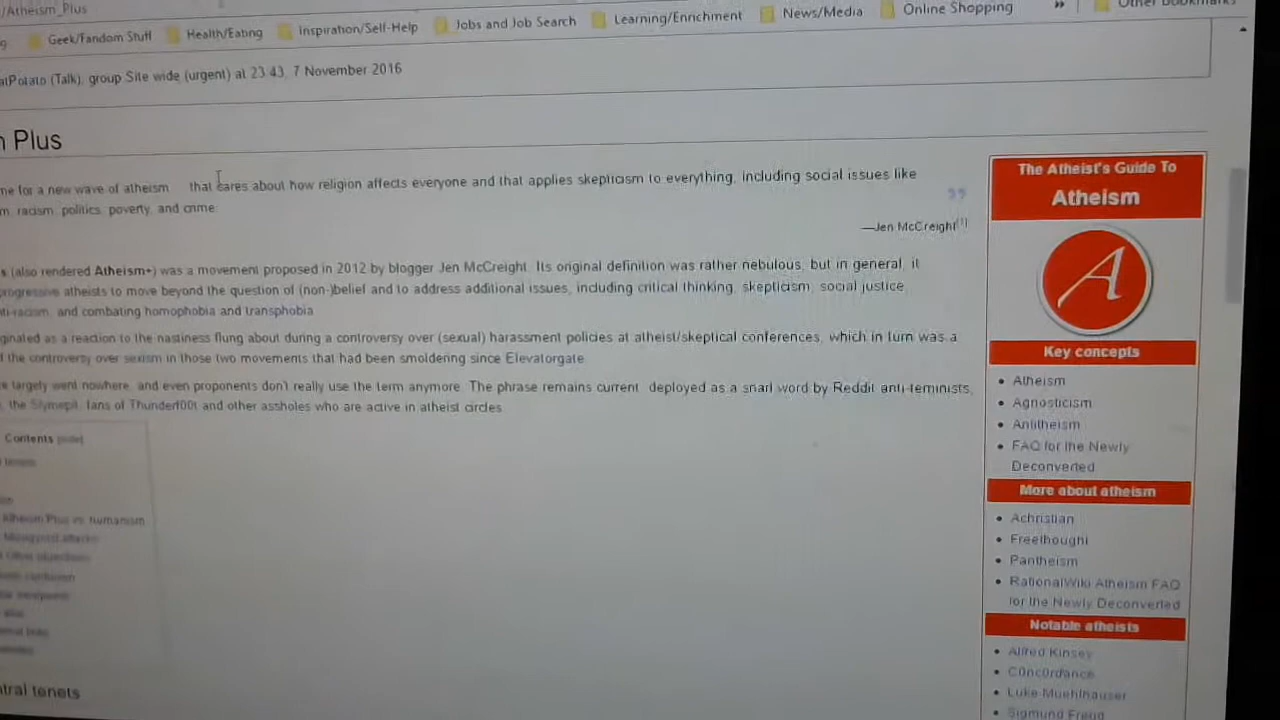 /Atheism_Plus
g Geek/Fandom Stuff Health/Eating Inspiration/Self-Help Jobs and Job Search Learning/Enrichment News/Media Online Shopping » Other Bookmarks
atPotato (Talk), group Site wide (urgent) at 23:43, 7 November 2016
n Plus
me for a new wave of atheism that cares about how religion affects everyone and that applies skepticism to everything, including social issues like
m, racism, politics, poverty, and crime.
”
—Jen McCreight[1]
s (also rendered Atheism+) was a movement proposed in 2012 by blogger Jen McCreight. Its original definition was rather nebulous, but in general, it
progressive atheists to move beyond the question of (non-)belief and to address additional issues, including critical thinking, skepticism, social justice,
ti-racism, and combating homophobia and transphobia.
ginated as a reaction to the nastiness flung about during a controversy over (sexual) harassment policies at atheist/skeptical conferences, which in turn was a
f the controversy over sexism in those two movements that had been smoldering since Elevatorgate.
e largely went nowhere, and even proponents don't really use the term anymore. The phrase remains current deployed as a snarl word by Reddit anti-feminists,
, the Slymepit, fans of Thunderf00t and other assholes who are active in atheist circles.
Contents [hide]
Atheism Plus vs. humanism
ntral tenets
The Atheist's Guide To
Atheism
A
Key concepts
• Atheism
• Agnosticism
• Antitheism
• FAQ for the Newly
Deconverted
More about atheism
• Achristian
• Freethought
• Pantheism
• RationalWiki Atheism FAQ
for the Newly Deconverted
Notable atheists
• Alfred Kinsey
• C0nc0rdance
• Luke Muehlhauser
• Sigmund Freud